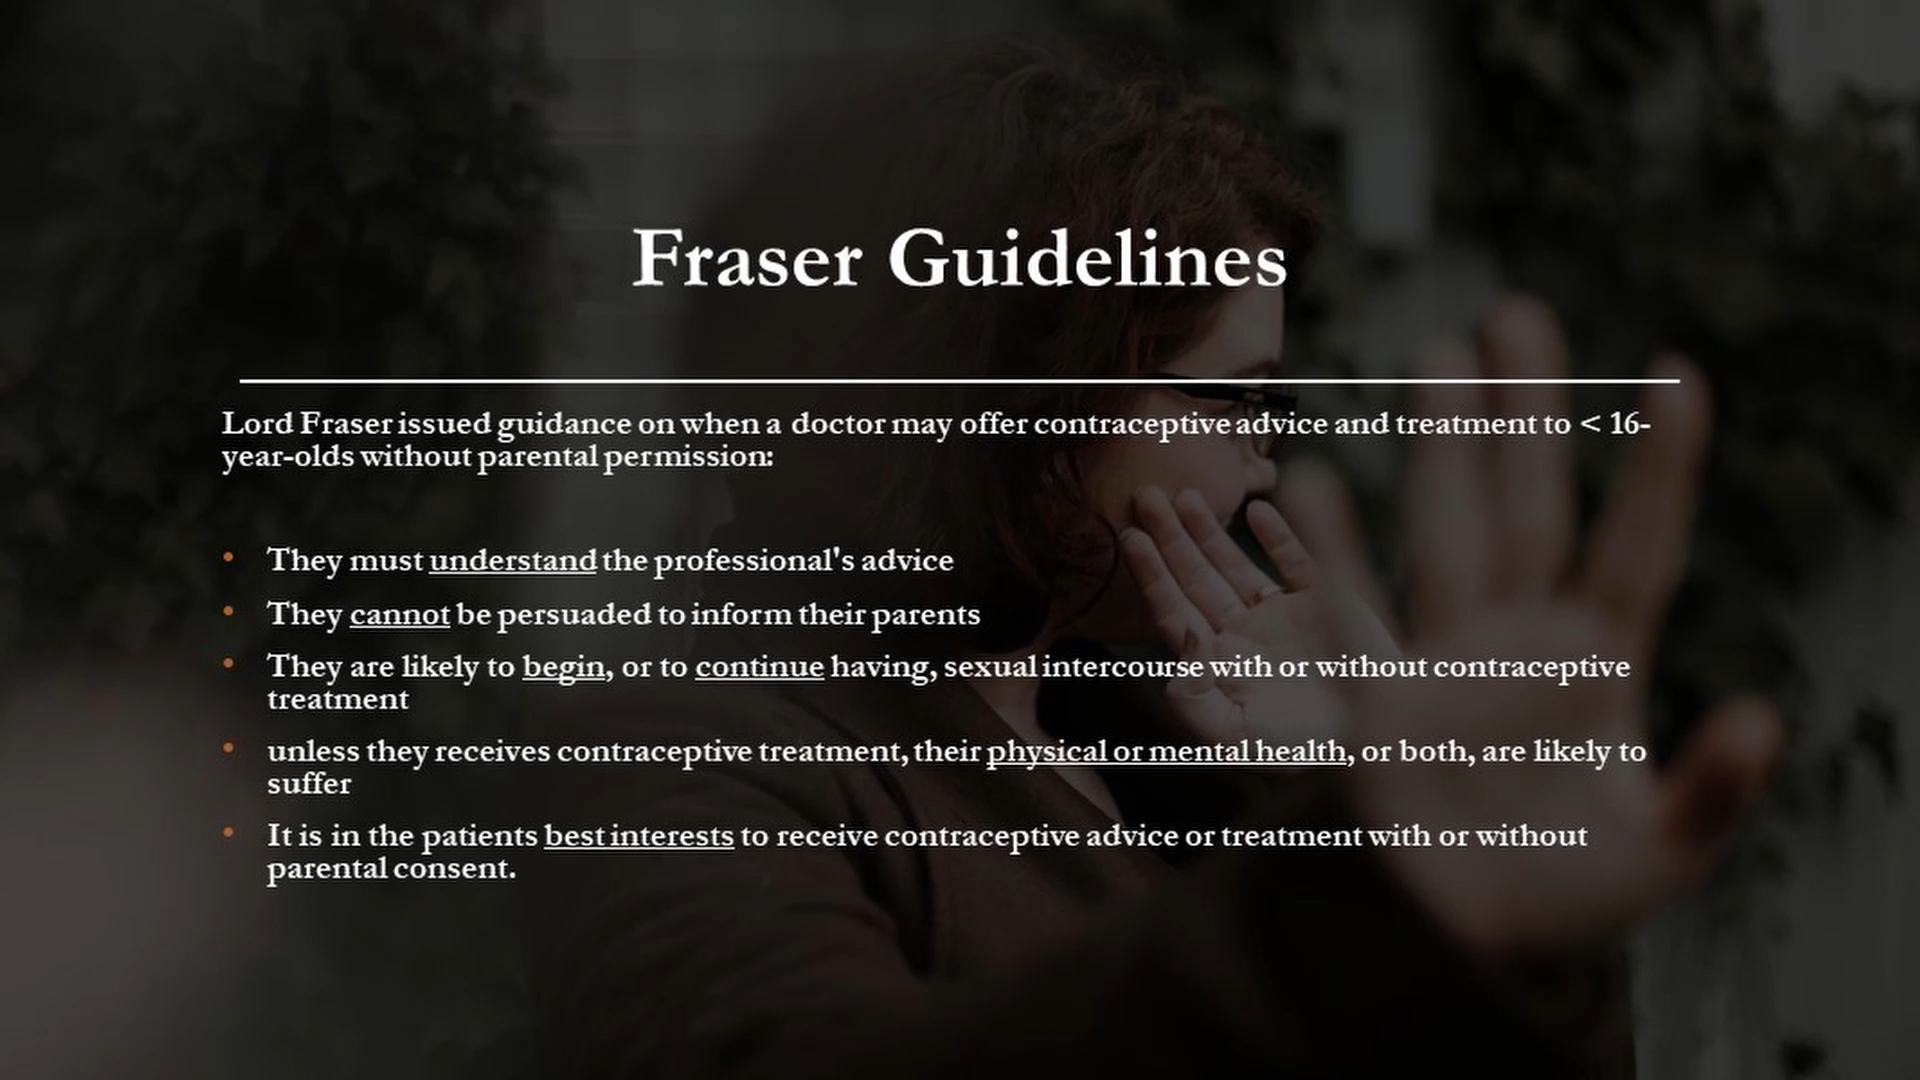 Fraser Guidelines
Lord Fraser issued guidance on when a doctor may offer contraceptive advice and treatment to < 16-
year-olds without parental permission:
• They must understand the professional's advice
• They cannot be persuaded to inform their parents
• They are likely to begin, or to continue having, sexual intercourse with or without contraceptive
treatment
• unless they receives contraceptive treatment, their physical or mental health, or both, are likely to
suffer
• It is in the patients best interests to receive contraceptive advice or treatment with or without
parental consent.